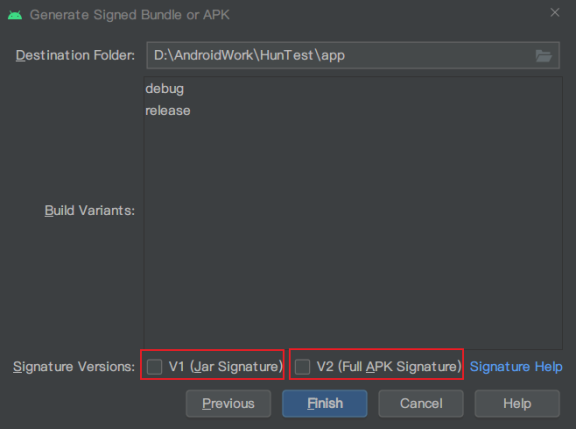 Generate Signed Bundle or APK
Destination Folder: D:\AndroidWork\HunTest\app
debug
release
Build Variants:
Signature Versions: V1 (Jar Signature) V2 (Full APK Signature) Signature Help
Previous Finish Cancel Help